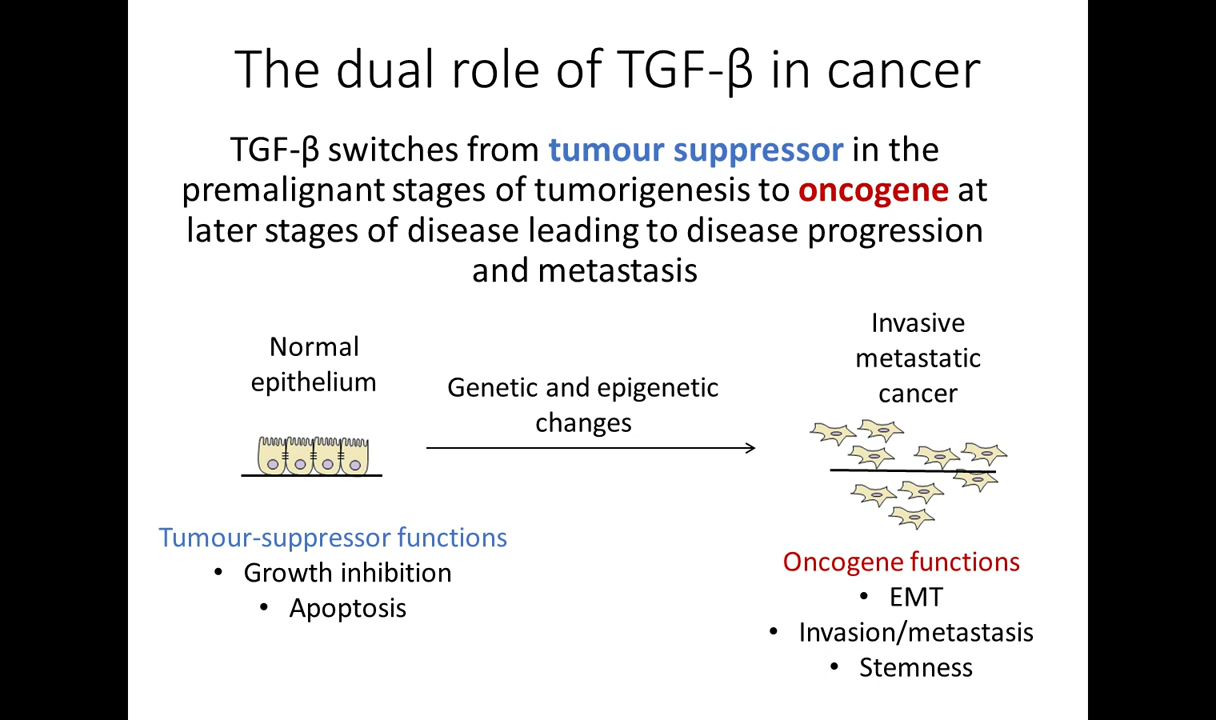 The dual role of TGF-β in cancer
TGF-β switches from tumour suppressor in the
premalignant stages of tumorigenesis to oncogene at
later stages of disease leading to disease progression
and metastasis
Normal
epithelium
Genetic and epigenetic
changes
Invasive
metastatic
cancer
Tumour-suppressor functions
• Growth inhibition
• Apoptosis
Oncogene functions
• EMT
• Invasion/metastasis
• Stemness